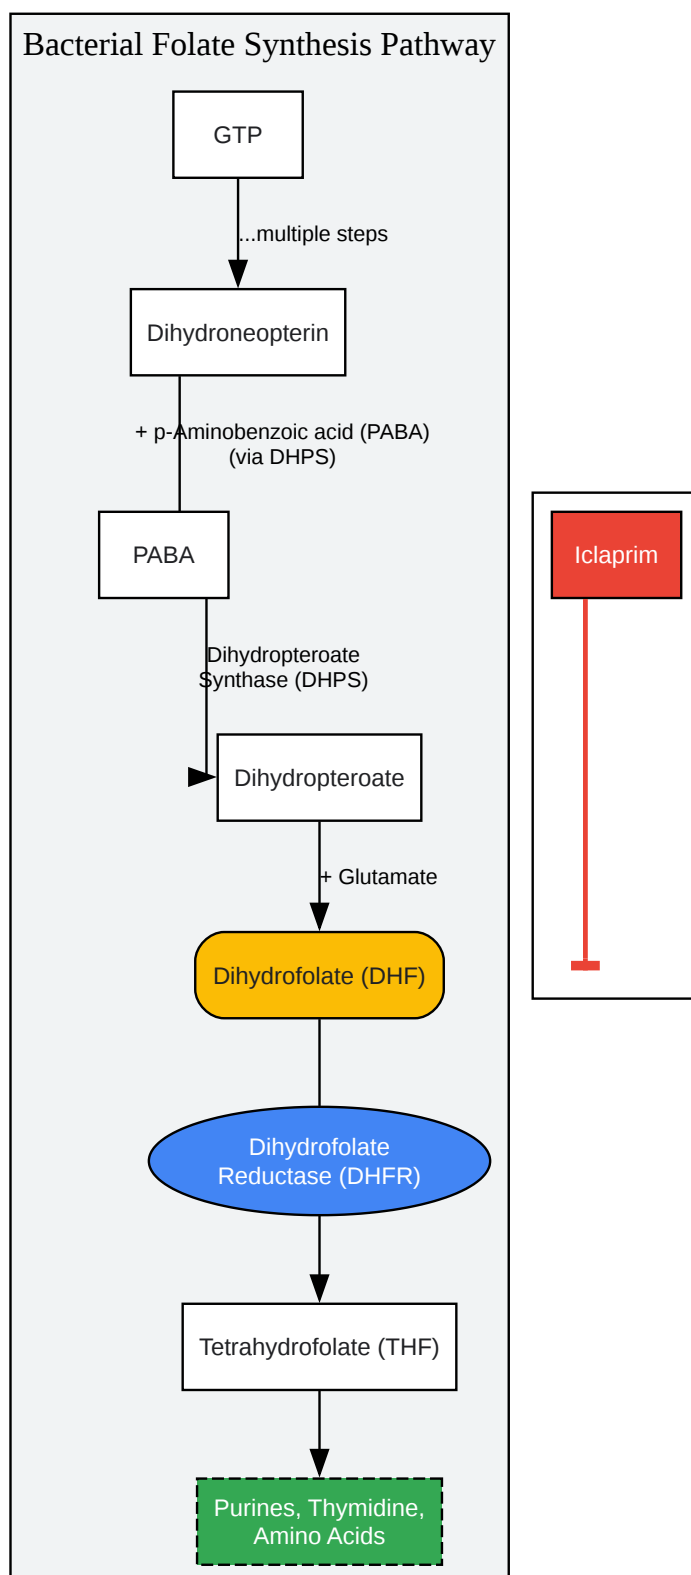 Bacterial Folate Synthesis Pathway
GTP
...multiple steps
Dihydroneopterin
+ p-Aminobenzoic acid (PABA)
(via DHPS)
PABA
Iclaprim
Dihydropteroate
Synthase (DHPS)
Dihydropteroate
+ Glutamate
Dihydrofolate (DHF)
Dihydrofolate
Reductase (DHFR)
Tetrahydrofolate (THF)
Purines, Thymidine,
Amino Acids